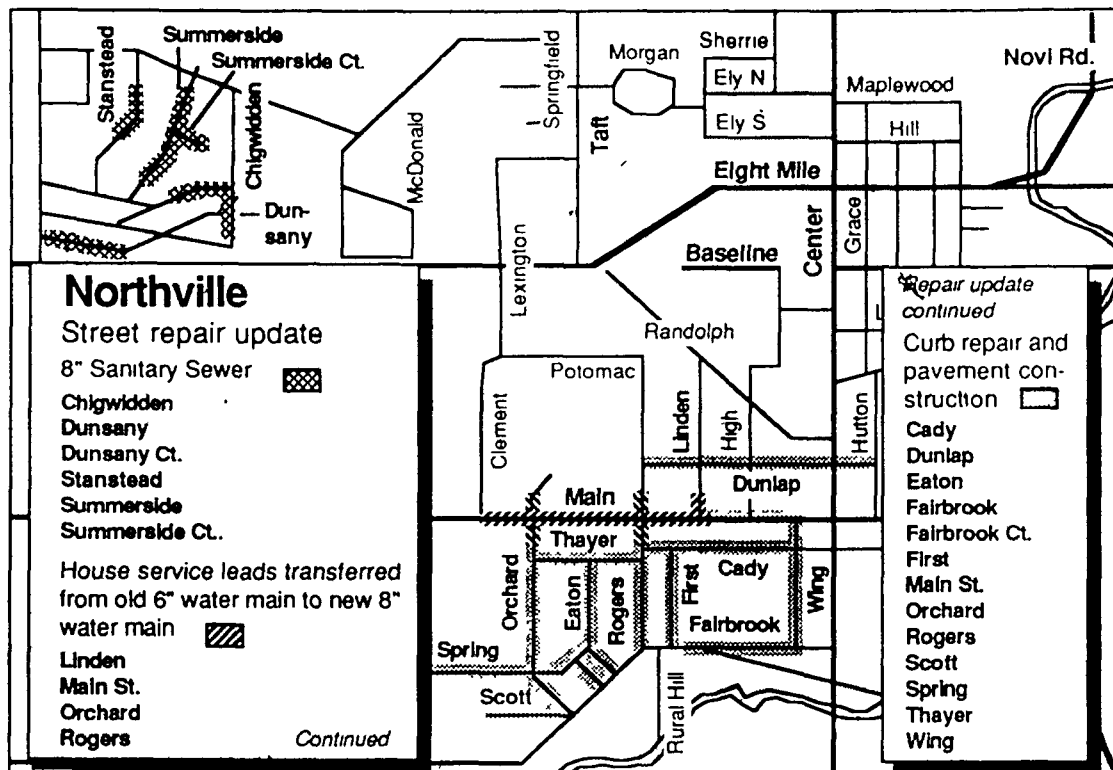 Stanstead
Summerside
Summerside Ct.
Chigwidden
Dun-
sany
McDonald
Springfield
Morgan
Sherrie
Ely N
Ely S
Taft
Novi Rd.
Maplewood
Hill
Eight Mile
Grace
Center
Baseline
Lexington
Randolph
Potomac
Clement
Linden
High
Hutton
Dunlap
Main
Thayer
Orchard
Eaton
Rogers
First
Cady
Fairbrook
Wing
Spring
Scott
Rural Hill
Northville
Street repair update
8" Sanitary Sewer
Chigwidden
Dunsany
Dunsany Ct.
Stanstead
Summerside
Summerside Ct..
House service leads transferred
from old 6" water main to new 8"
water main
Linden
Main St.
Orchard
Rogers
Continued
Repair update
continued
Curb repair and
pavement con-
struction
Cady
Dunlap
Eaton
Fairbrook
Fairbrook Ct.
First
Main St.
Orchard
Rogers
Scott
Spring
Thayer
Wing